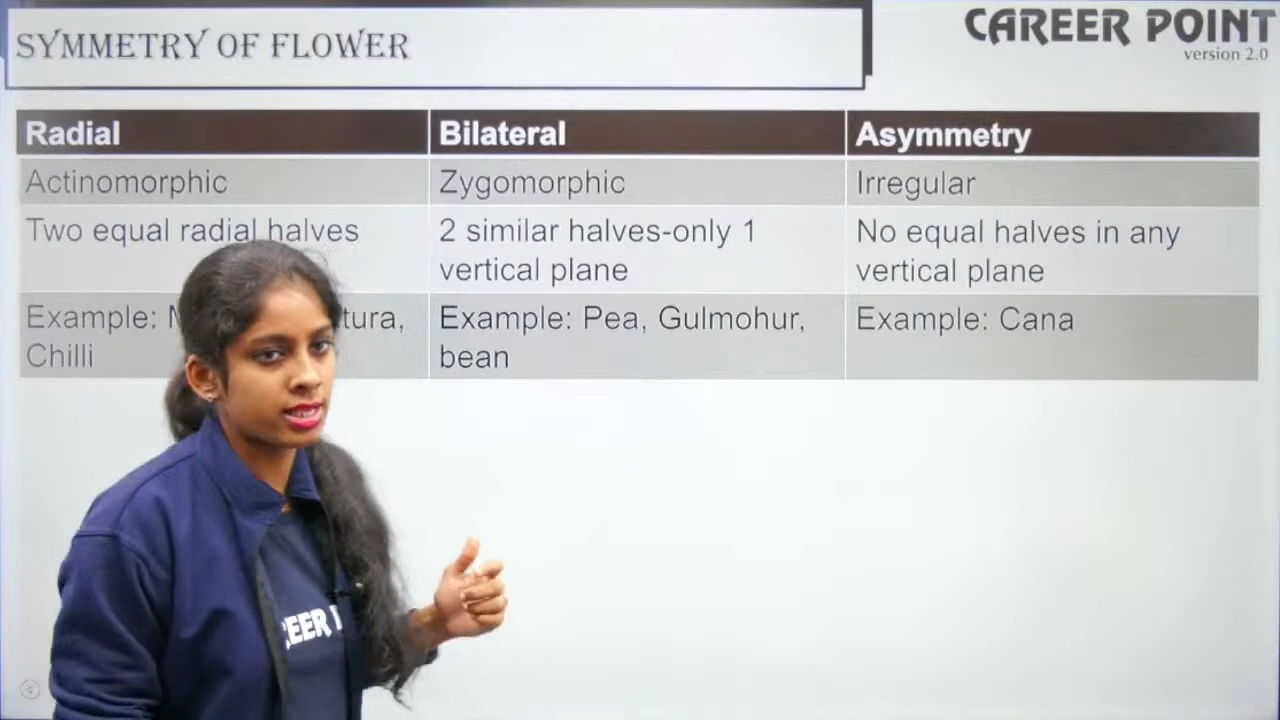 SYMMETRY OF FLOWER
CAREER POINT
version 2.0
Radial
Bilateral
Asymmetry
Actinomorphic
Zygomorphic
Irregular
Two equal radial halves
2 similar halves-only 1
vertical plane
No equal halves in any
vertical plane
Example:
Chilli
Example: Pea, Gulmohur,
bean
Example: Cana